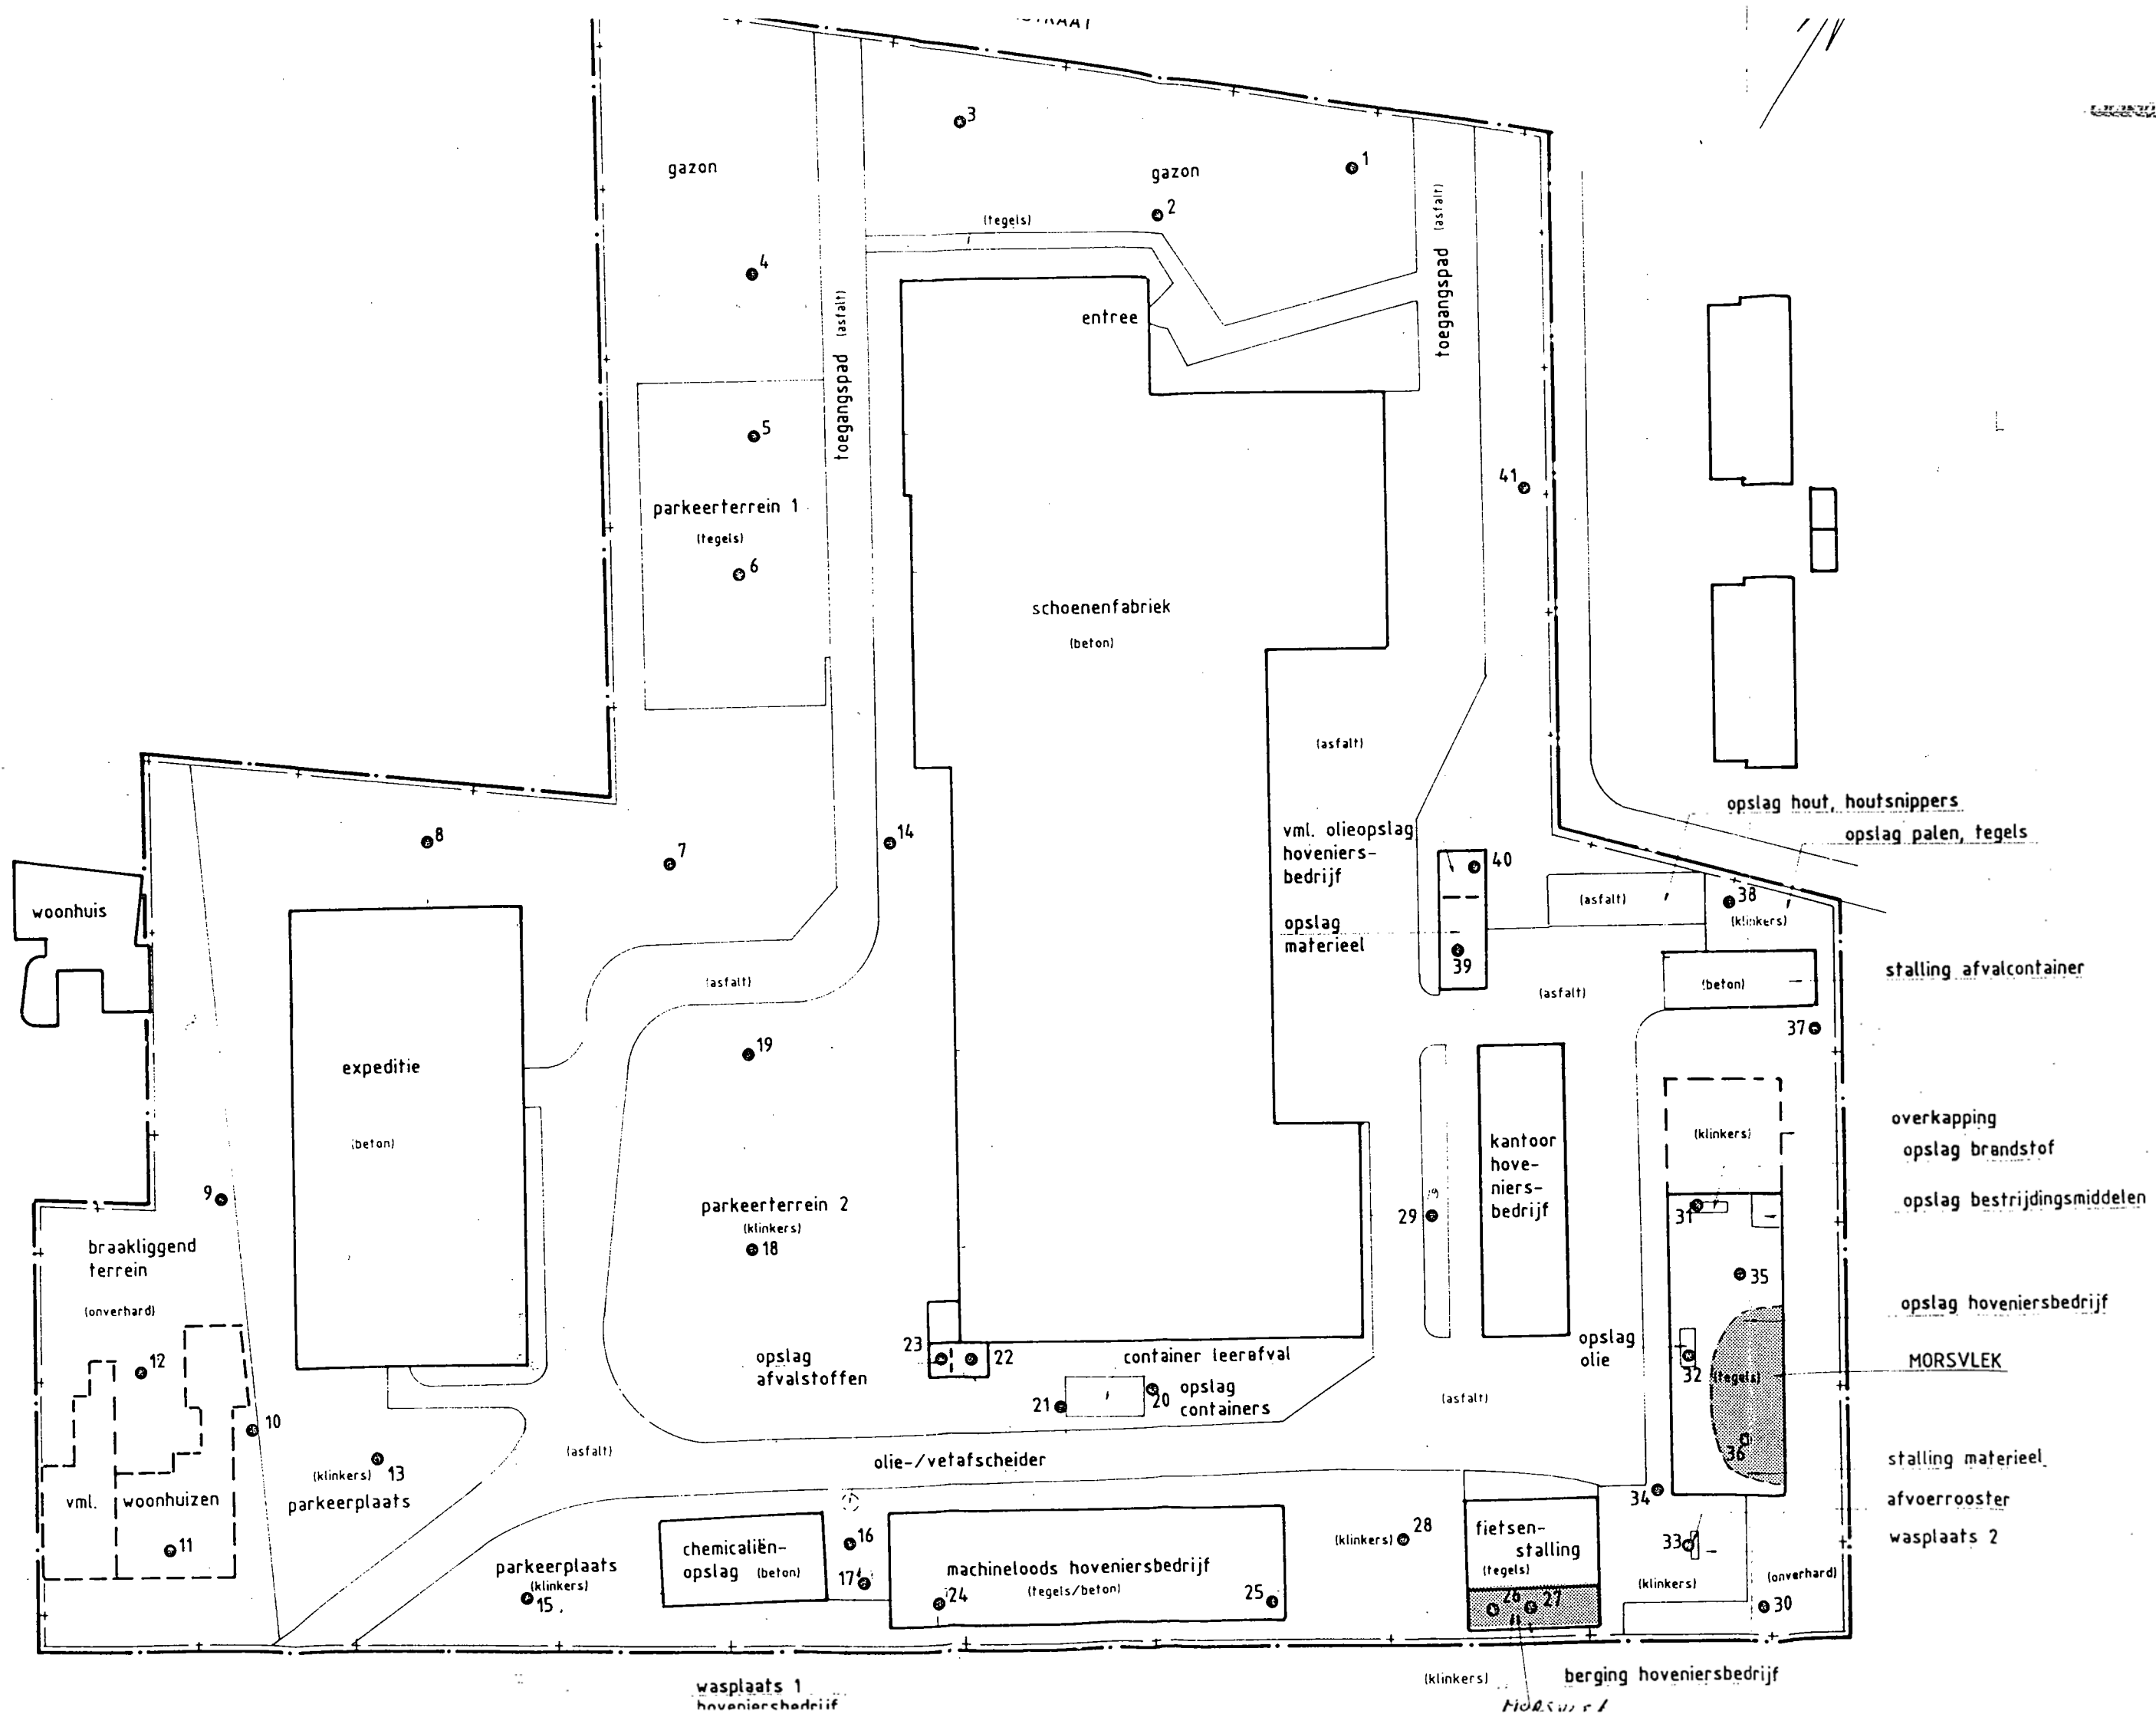 3
1
gazon
gazon
2
(tegels)
toegangspad (asfalt)
4
toegangspad (asfalt)
entree
5
41
parkeerterrein 1
(tegels)
6
schoenenfabriek
(beton)
(asfalt)
opslag hout, houtsnippers
opslag palen, tegels
8
7
14
vml. olieopslag
hoveniers-
bedrijf
40
(asfalt)
38
(klinkers)
woonhuis
opslag
materieel
39
stalling afvalcontainer
(asfalt)
(asfalt)
(beton)
37
19
expeditie
(beton)
overkapping
(klinkers)
kantoor
hove-
niers-
bedrijf
opslag brandstof
9
parkeerterrein 2
(klinkers)
18
29
31
opslag bestrijdingsmiddelen
braakliggend
terrein
(onverhard)
35
opslag hoveniersbedrijf
12
opslag
afvalstoffen
23
22
container leerafval
opslag
olie
32
(tegels)
MORSVLEK
21
20
opslag
containers
(asfalt)
10
36
(asfalt)
olie-/vetafscheider
stalling materieel
(klinkers)
13
parkeerplaats
vml.
woonhuizen
34
afvoerrooster
11
chemicaliën-
opslag (beton)
16
17
28
(klinkers)
fietsen-
stalling
(tegels)
33
wasplaats 2
parkeerplaats
(klinkers)
15
machineloods hoveniersbedrijf
(tegels/beton)
24
25
26
27
(klinkers)
(onverhard)
30
wasplaats 1
hoveniersbedrijf
(klinkers)
berging hoveniersbedrijf